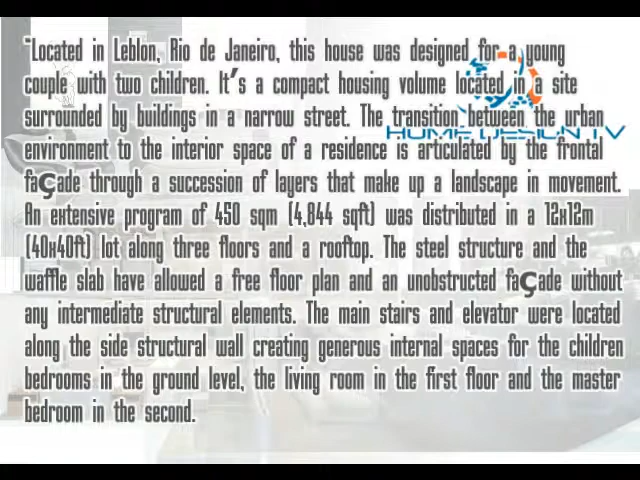 "Located in Leblon, Rio de Janeiro, this house was designed for a young
couple with two children. It's a compact housing volume located in a site
surrounded by buildings in a narrow street. The transition between the urban
HOME DESIGN TV
environment to the interior space of a residence is articulated by the frontal
façade through a succession of layers that make up a landscape in movement.
An extensive program of 450 sqm (4,844 sqft) was distributed in a 12x12m
(40x40ft) lot along three floors and a rooftop. The steel structure and the
waffle slab have allowed a free floor plan and an unobstructed façade without
any intermediate structural elements. The main stairs and elevator were located
along the side structural wall creating generous internal spaces for the children
bedrooms in the ground level, the living room in the first floor and the master
bedroom in the second.